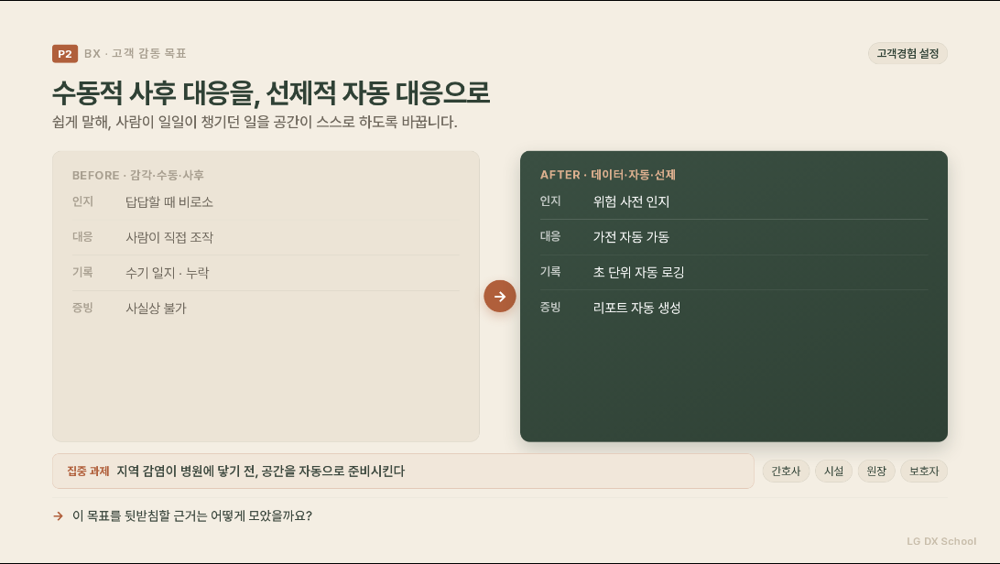 P2 BX · 고객 감동 목표
고객경험 설정
수동적 사후 대응을, 선제적 자동 대응으로
쉽게 말해, 사람이 일일이 챙기던 일을 공간이 스스로 하도록 바꿉니다.
BEFORE · 감각·수동·사후
인지 답답할 때 비로소
대응 사람이 직접 조작
기록 수기 일지 · 누락
증빙 사실상 불가
→
AFTER · 데이터·자동·선제
인지 위험 사전 인지
대응 가전 자동 가동
기록 초 단위 자동 로깅
증빙 리포트 자동 생성
집중 과제 지역 감염이 병원에 닿기 전, 공간을 자동으로 준비시킨다
간호사 시설 원장 보호자
→ 이 목표를 뒷받침할 근거는 어떻게 모았을까요?
LG DX School